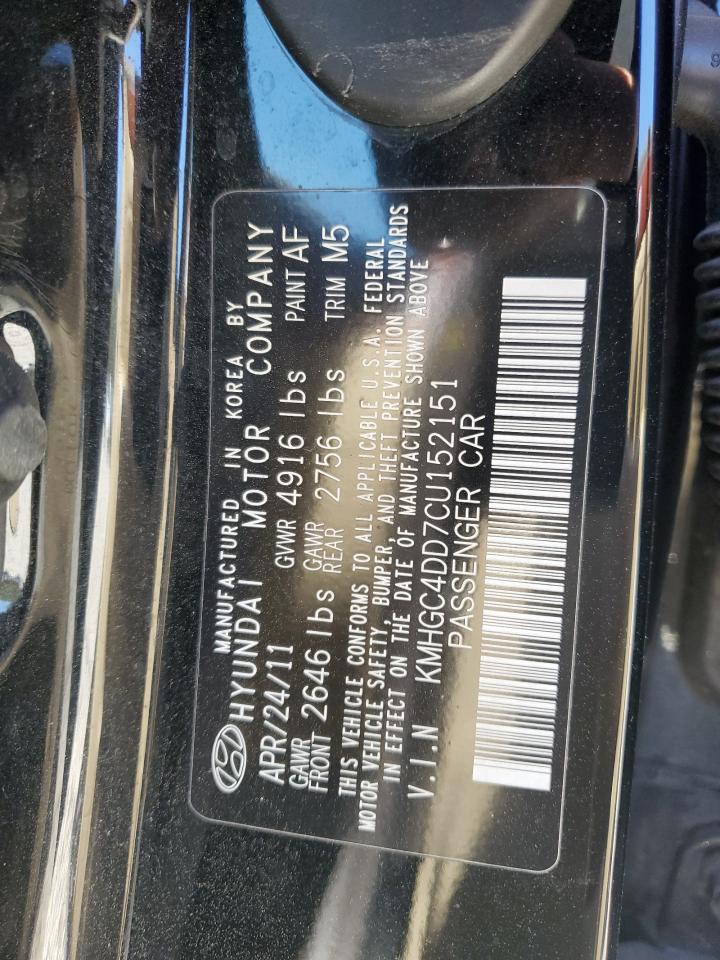 MANUFACTURED IN KOREA BY
HYUNDAI MOTOR COMPANY
APR/24/11 GVWR 4916 lbs PAINT AF
GAWR FRONT 2646 lbs GAWR REAR 2756 lbs TRIM M5
THIS VEHICLE CONFORMS TO ALL APPLICABLE U.S.A. FEDERAL
MOTOR VEHICLE SAFETY, BUMPER, AND THEFT PREVENTION STANDARDS
IN EFFECT ON THE DATE OF MANUFACTURE SHOWN ABOVE
V.I.N KMHGC4DD7CU152151
PASSENGER CAR